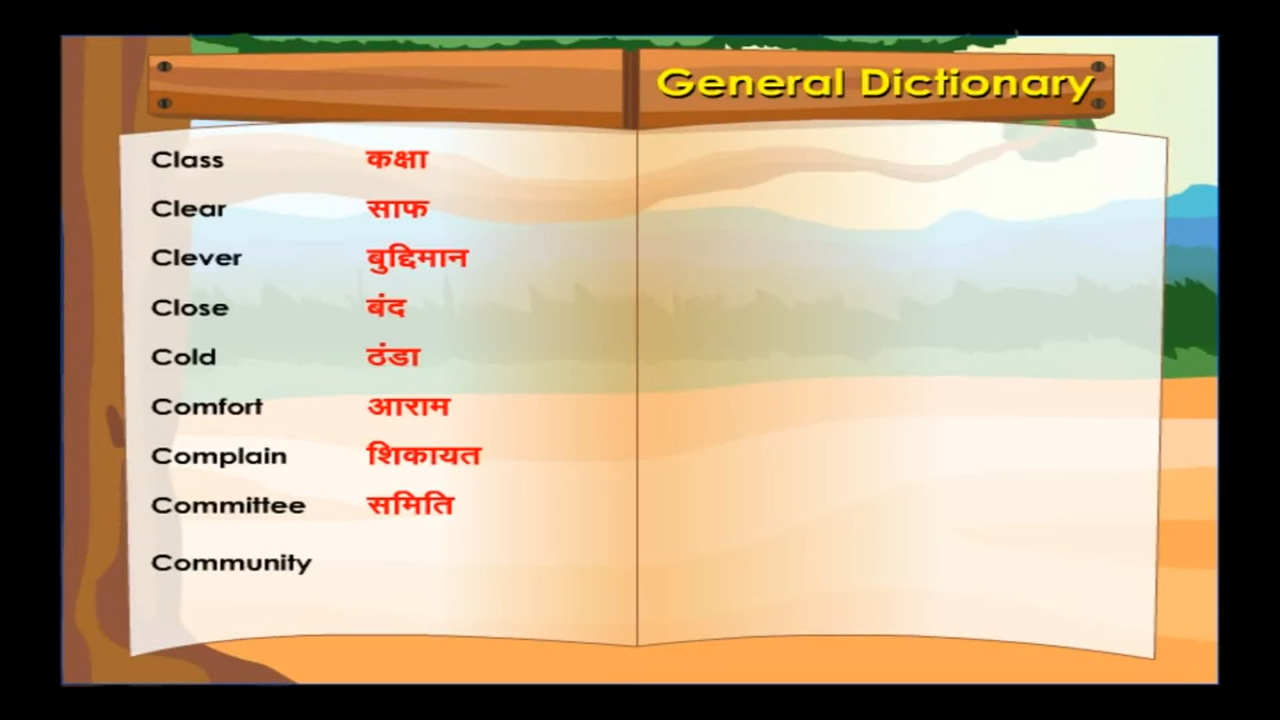 General Dictionary
Class कक्षा
Clear साफ
Clever बुद्दिमान
Close बंद
Cold ठंडा
Comfort आराम
Complain शिकायत
Committee समिति
Community